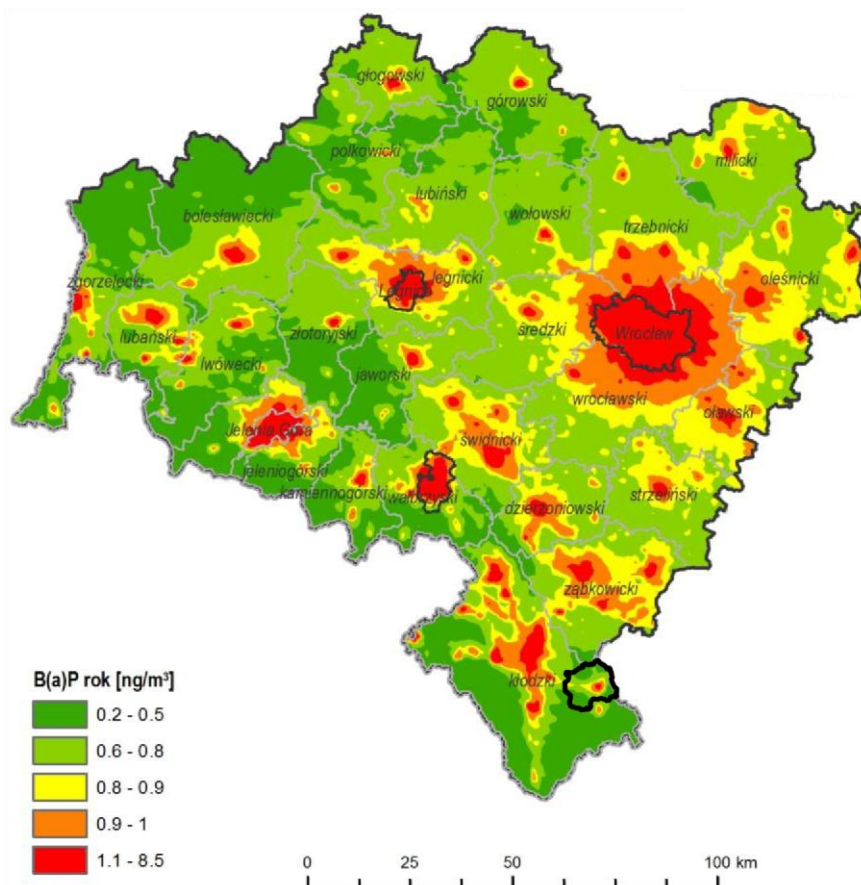 głogowski
górowski
polkowicki
milicki
lubiński
bolesławiecki
wołowski
trzebnicki
zgorzelecki
legnicki
Legnica
oleśnicki
lubański
złotoryjski
średzki
Wrocław
lwówecki
jaworski
wrocławski
oławski
Jelenia Góra
świdnicki
jeleniogórski
kamiennogórski
wałbrzyski
dzierżoniowski
strzeliński
ząbkowicki
kłodzki
B(a)P rok [ng/m³]
0.2 - 0.5
0.6 - 0.8
0.8 - 0.9
0.9 - 1
1.1 - 8.5
0 25 50 100 km